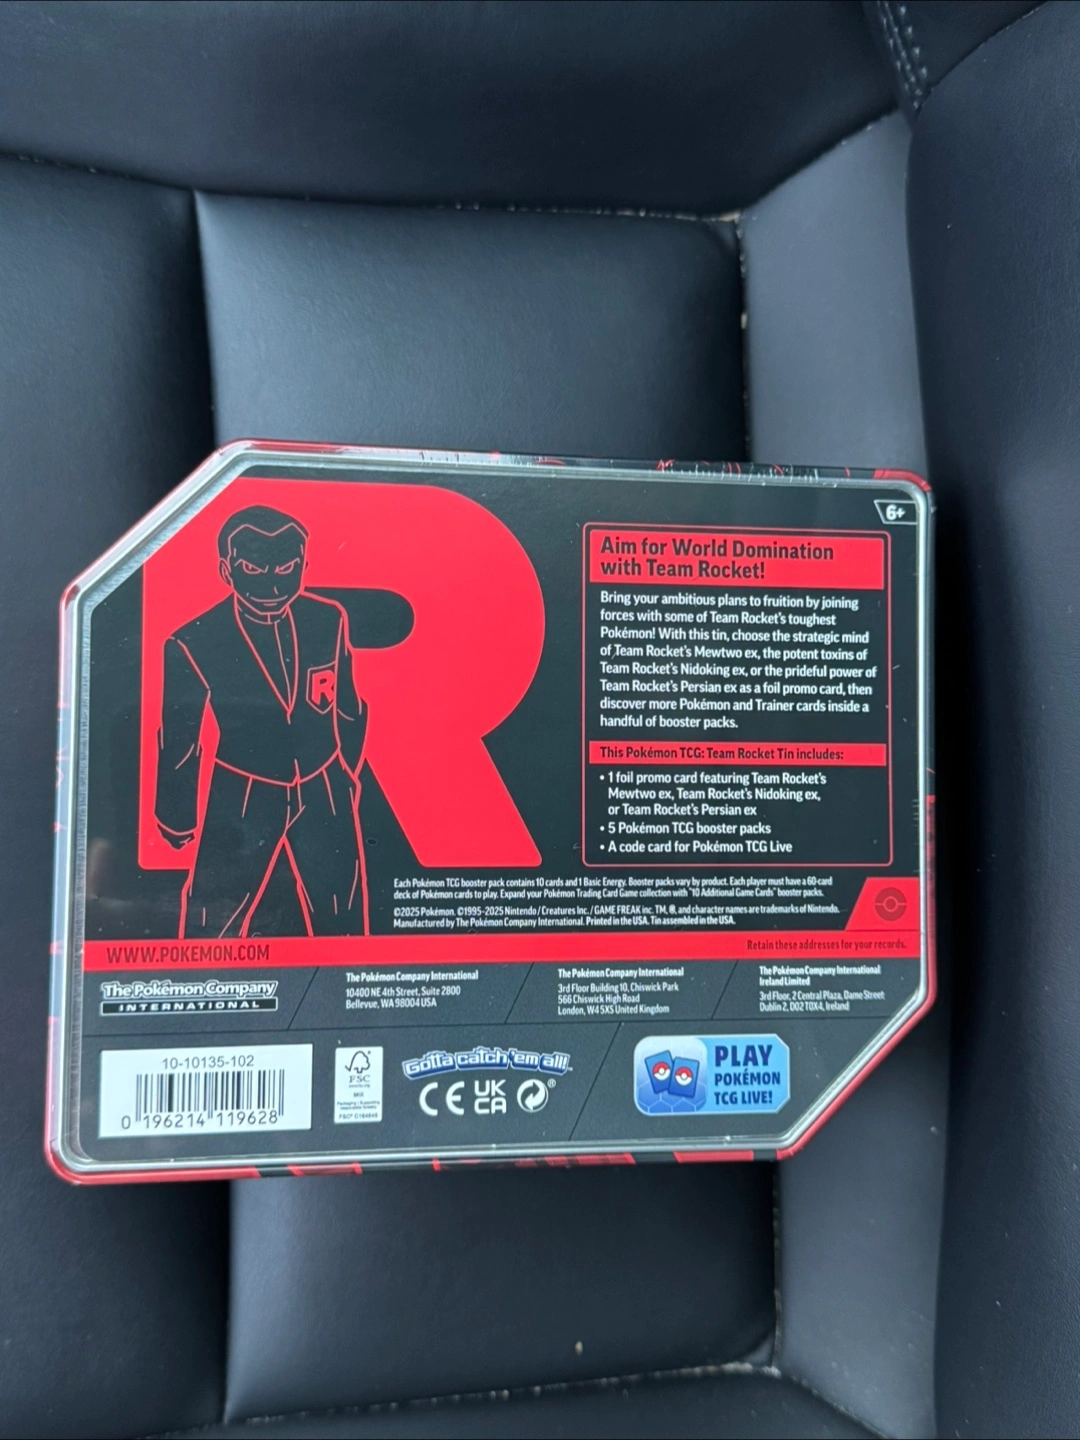 6+
R
Aim for World Domination
with Team Rocket!
Bring your ambitious plans to fruition by joining
forces with some of Team Rocket's toughest
Pokémon! With this tin, choose the strategic mind
of Team Rocket's Mewtwo ex, the potent toxins of
Team Rocket's Nidoking ex, or the prideful power of
Team Rocket's Persian ex as a foil promo card, then
discover more Pokémon and Trainer cards inside a
handful of booster packs.
This Pokémon TCG: Team Rocket Tin includes:
• 1 foil promo card featuring Team Rocket's
Mewtwo ex, Team Rocket's Nidoking ex,
or Team Rocket's Persian ex
• 5 Pokémon TCG booster packs
• A code card for Pokémon TCG Live
R
Each Pokémon TCG booster pack contains 10 cards and 1 Basic Energy. Booster packs vary by product. Each player must have a 60-card
deck of Pokémon cards to play. Expand your Pokémon Trading Card Game collection with "10 Additional Game Cards" booster packs.
©2025 Pokémon. ©1995-2025 Nintendo / Creatures Inc. / GAME FREAK inc. TM, ®, and character names are trademarks of Nintendo.
Manufactured by The Pokémon Company International. Printed in the USA. Tin assembled in the USA.
WWW.POKEMON.COM
Retain these addresses for your records.
The Pokémon Company
INTERNATIONAL
The Pokémon Company International
10400 NE 4th Street, Suite 2800
Bellevue, WA 98004 USA
The Pokémon Company International
3rd Floor Building 10, Chiswick Park
566 Chiswick High Road
London, W4 5XS United Kingdom
The Pokémon Company International
Ireland Limited
3rd Floor, 2 Central Plaza, Dame Street
Dublin 2, D02 T0X4, Ireland
10-10135-102
0 196214 119628
FSC
MIX
Gotta catch 'em all!
CE UK
CA
®
PLAY
POKÉMON
TCG LIVE!